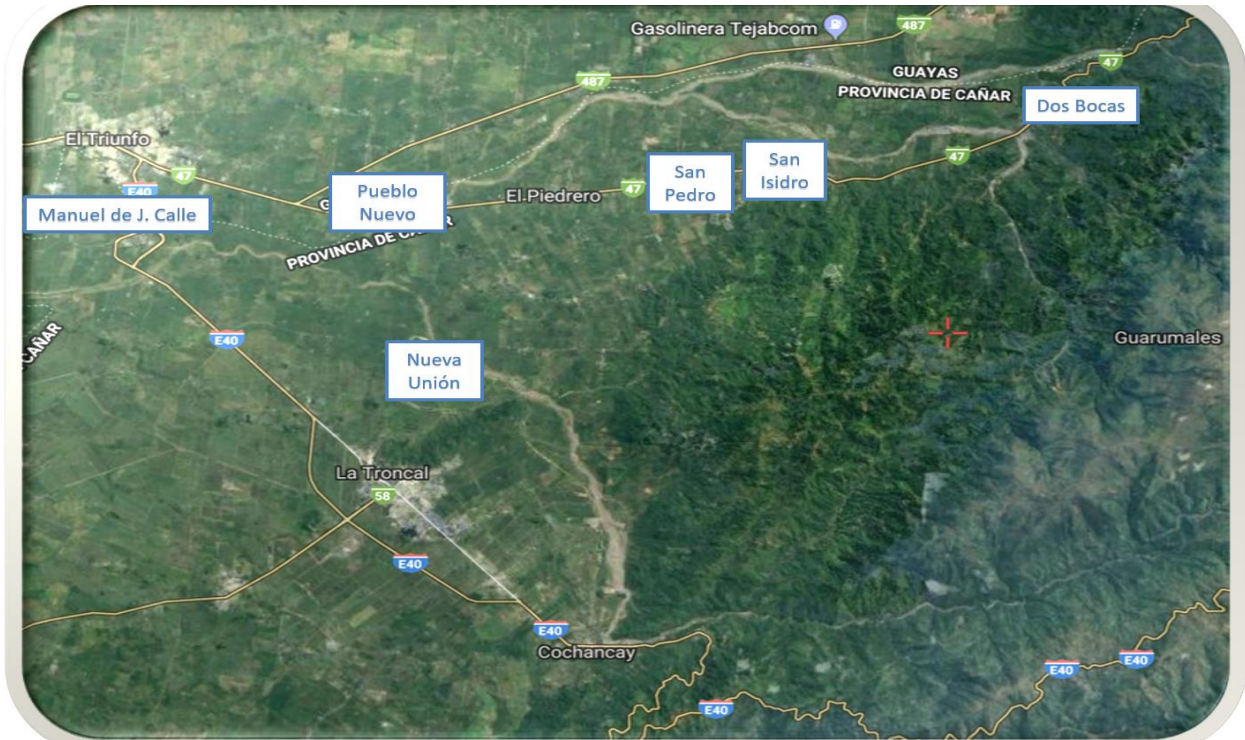 Gasolinera Tejabcom
487
47
GUAYAS
PROVINCIA DE CAÑAR
487
Dos Bocas
El Triunfo
47
E40
47
San
Pedro
San
Isidro
Pueblo
Nuevo
El Piedrero
47
Manuel de J. Calle
PROVINCIA DE CAÑAR
CAÑAR
E40
Guarumales
Nueva
Unión
La Troncal
58
E40
E40
Cochancay
E40
E40
E40